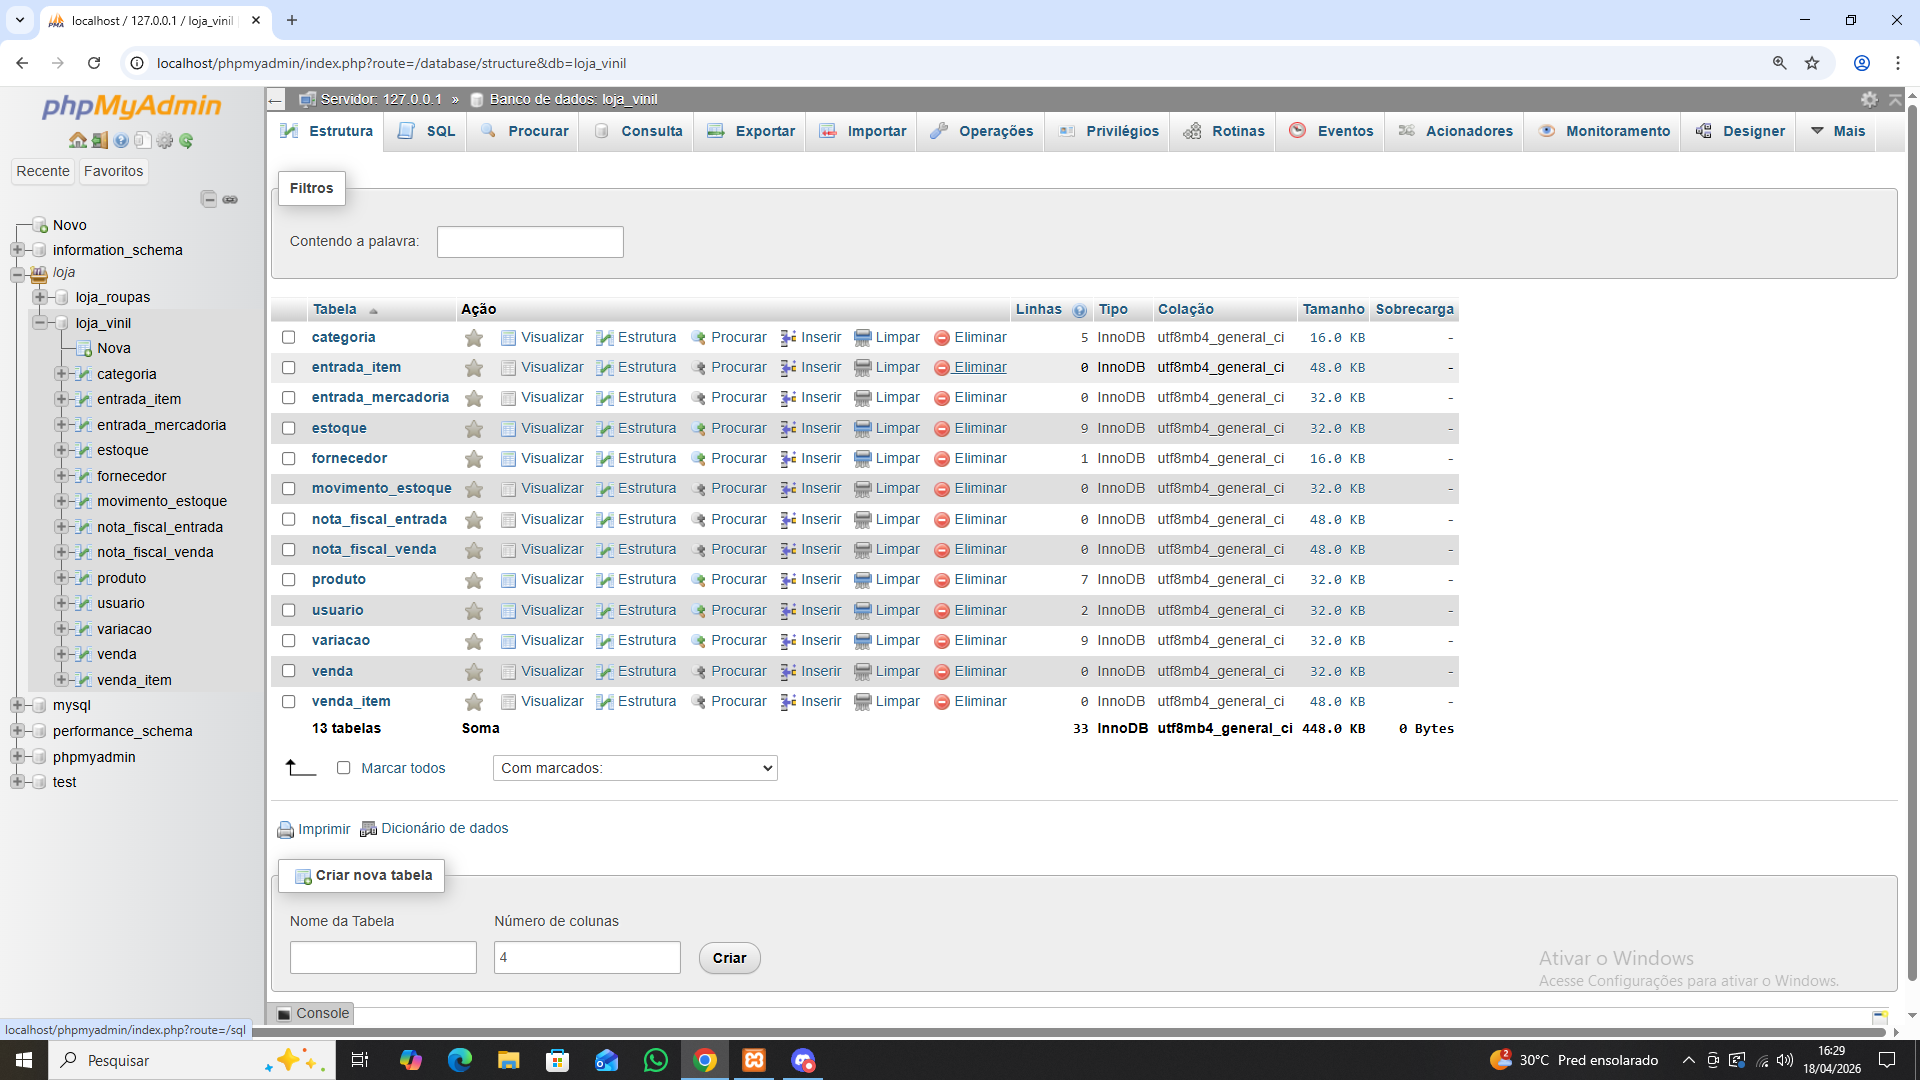 localhost / 127.0.0.1 / loja_vinil
localhost/phpmyadmin/index.php?route=/database/structure&db=loja_vinil
phpMyAdmin
Recente Favoritos
Novo
information_schema
loja
loja_roupas
loja_vinil
Nova
categoria
entrada_item
entrada_mercadoria
estoque
fornecedor
movimento_estoque
nota_fiscal_entrada
nota_fiscal_venda
produto
usuario
variacao
venda
venda_item
mysql
performance_schema
phpmyadmin
test
localhost/phpmyadmin/index.php?route=/sql
Servidor: 127.0.0.1 » Banco de dados: loja_vinil
Estrutura SQL Procurar Consulta Exportar Importar Operações Privilégios Rotinas Eventos Acionadores Monitoramento Designer Mais
Filtros
Contendo a palavra:
Tabela Ação Linhas Tipo Colação Tamanho Sobrecarga
categoria Visualizar Estrutura Procurar Inserir Limpar Eliminar 5 InnoDB utf8mb4_general_ci 16.0 KB -
entrada_item Visualizar Estrutura Procurar Inserir Limpar Eliminar 0 InnoDB utf8mb4_general_ci 48.0 KB -
entrada_mercadoria Visualizar Estrutura Procurar Inserir Limpar Eliminar 0 InnoDB utf8mb4_general_ci 32.0 KB -
estoque Visualizar Estrutura Procurar Inserir Limpar Eliminar 9 InnoDB utf8mb4_general_ci 32.0 KB -
fornecedor Visualizar Estrutura Procurar Inserir Limpar Eliminar 1 InnoDB utf8mb4_general_ci 16.0 KB -
movimento_estoque Visualizar Estrutura Procurar Inserir Limpar Eliminar 0 InnoDB utf8mb4_general_ci 32.0 KB -
nota_fiscal_entrada Visualizar Estrutura Procurar Inserir Limpar Eliminar 0 InnoDB utf8mb4_general_ci 48.0 KB -
nota_fiscal_venda Visualizar Estrutura Procurar Inserir Limpar Eliminar 0 InnoDB utf8mb4_general_ci 48.0 KB -
produto Visualizar Estrutura Procurar Inserir Limpar Eliminar 7 InnoDB utf8mb4_general_ci 32.0 KB -
usuario Visualizar Estrutura Procurar Inserir Limpar Eliminar 2 InnoDB utf8mb4_general_ci 32.0 KB -
variacao Visualizar Estrutura Procurar Inserir Limpar Eliminar 9 InnoDB utf8mb4_general_ci 32.0 KB -
venda Visualizar Estrutura Procurar Inserir Limpar Eliminar 0 InnoDB utf8mb4_general_ci 32.0 KB -
venda_item Visualizar Estrutura Procurar Inserir Limpar Eliminar 0 InnoDB utf8mb4_general_ci 48.0 KB -
13 tabelas Soma 33 InnoDB utf8mb4_general_ci 448.0 KB 0 Bytes
Marcar todos Com marcados:
Imprimir Dicionário de dados
Criar nova tabela
Nome da Tabela Número de colunas
4 Criar
Ativar o Windows
Acesse Configurações para ativar o Windows.
Console
Pesquisar
2 30°C Pred ensolarado
16:29
18/04/2026